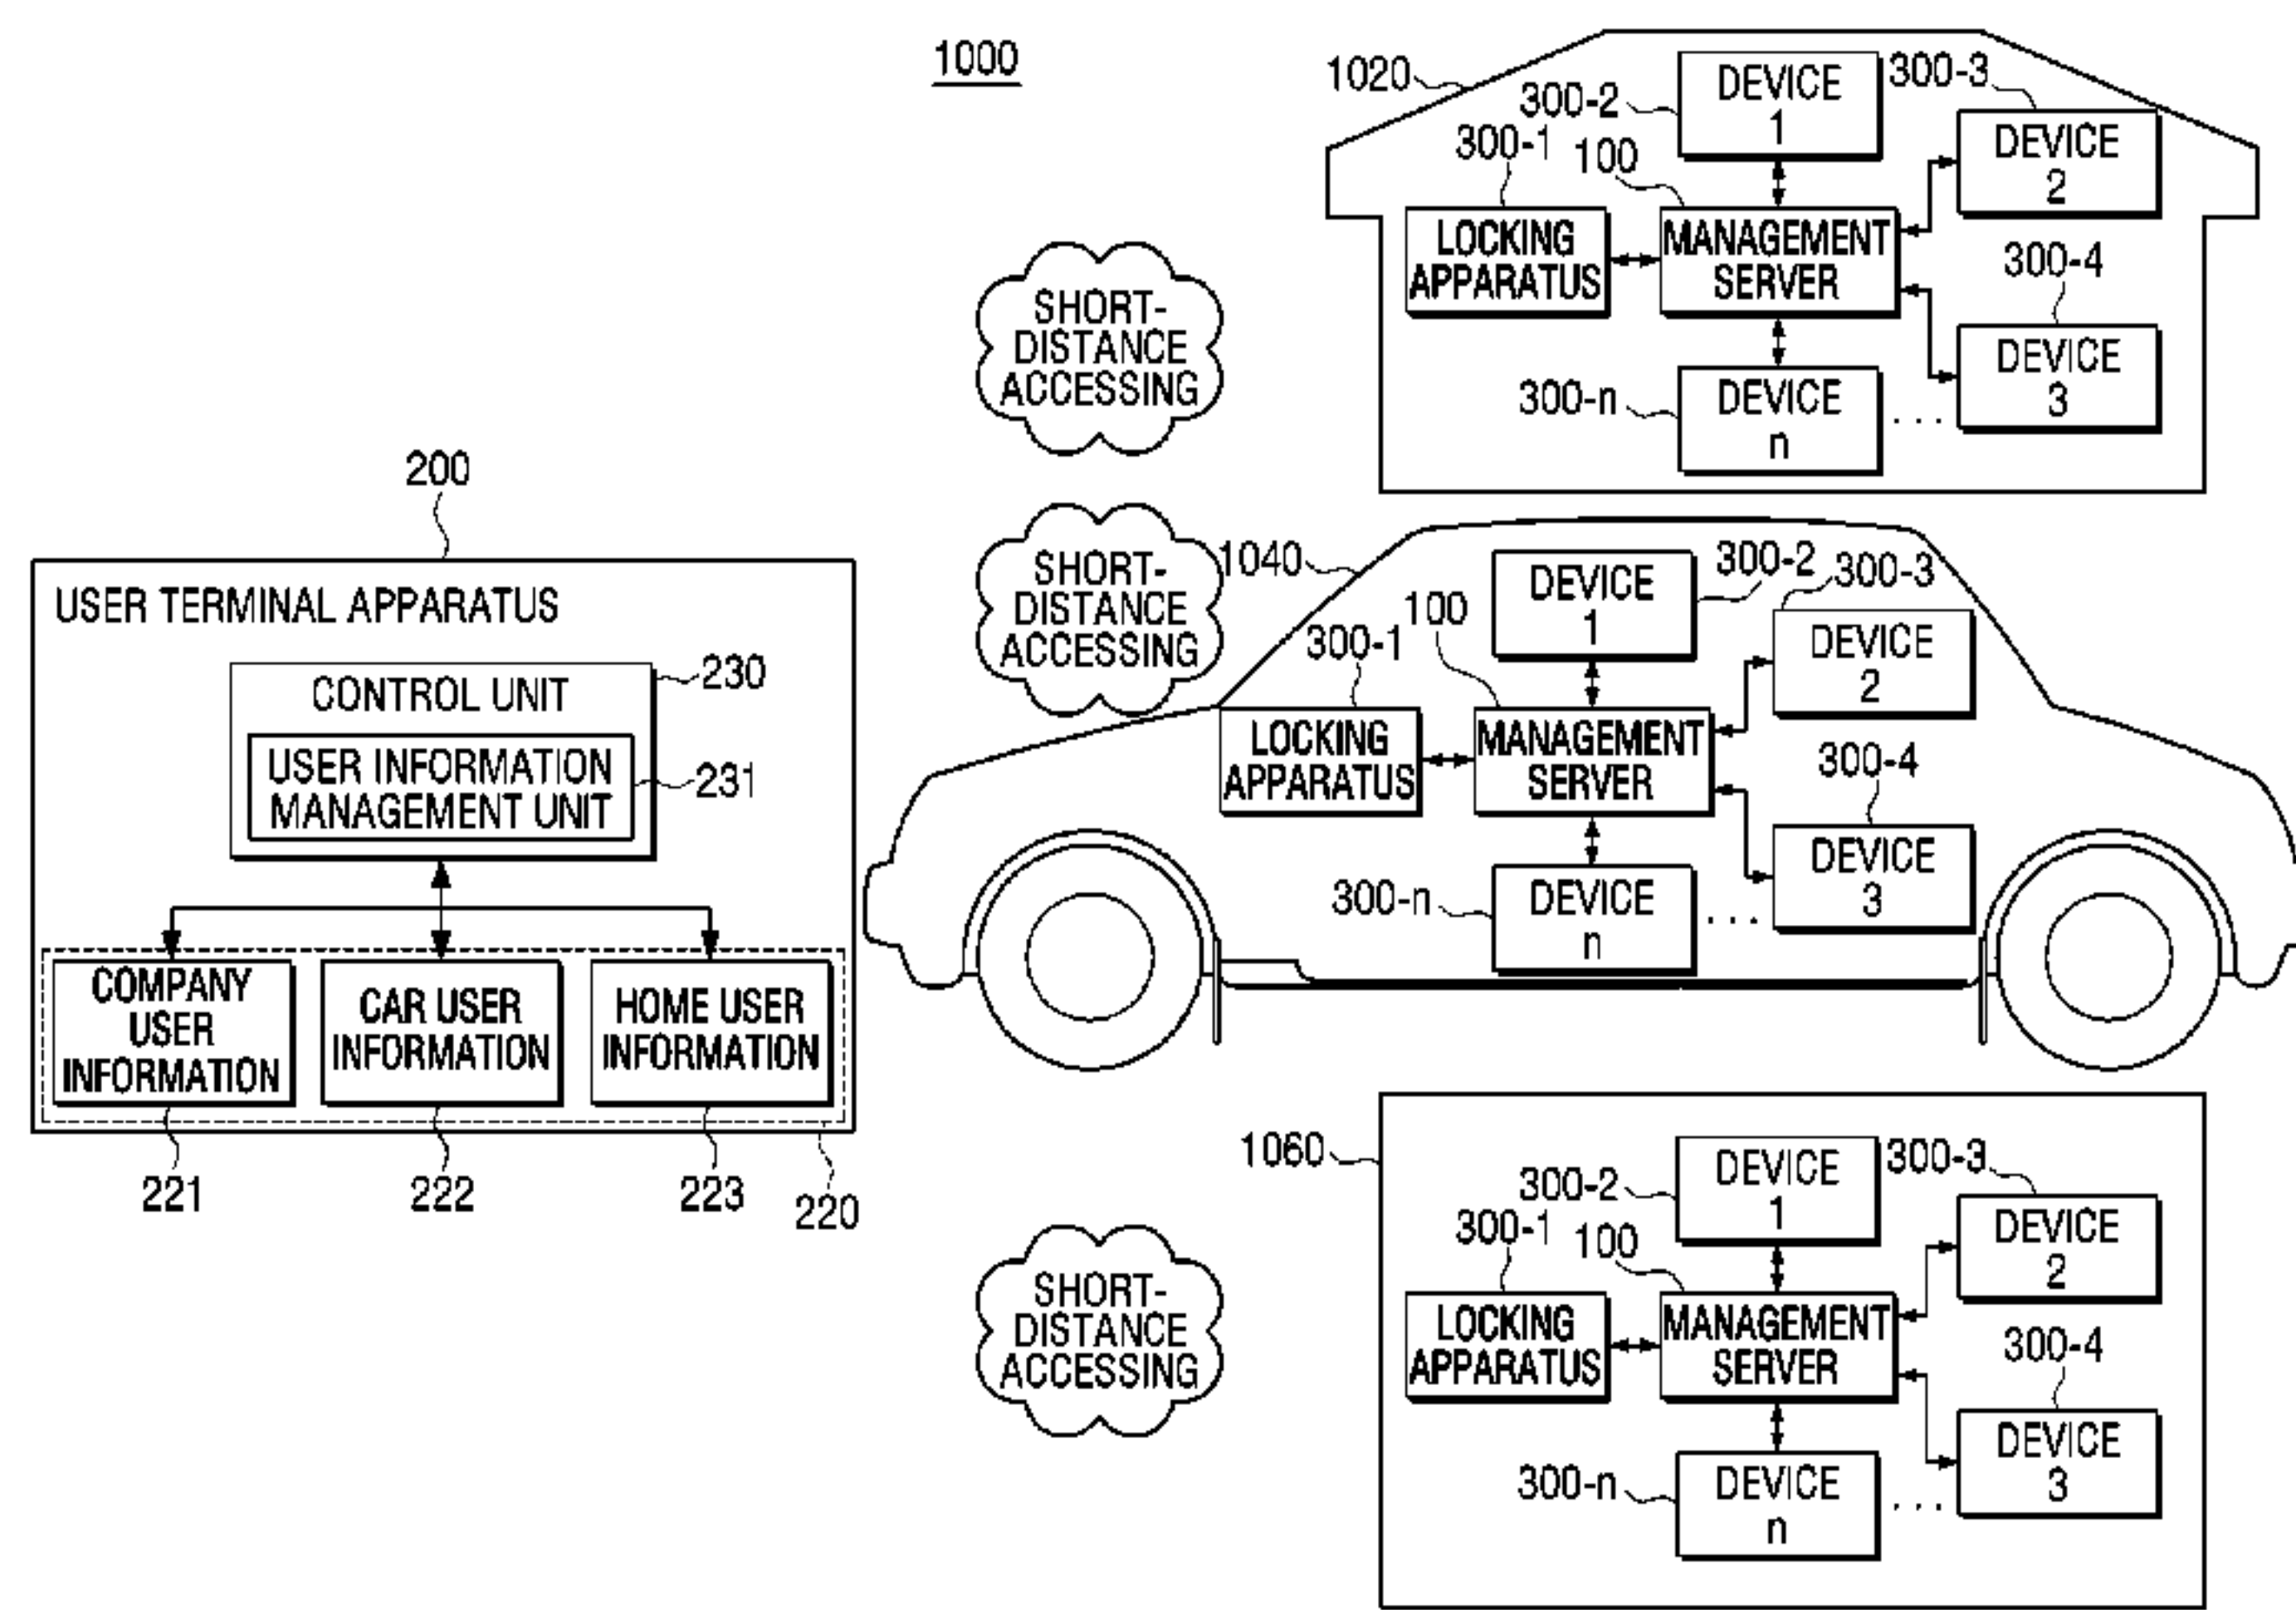 1000
200
USER TERMINAL APPARATUS
CONTROL UNIT
230
USER INFORMATION
MANAGEMENT UNIT
231
COMPANY
USER
INFORMATION
CAR USER
INFORMATION
HOME USER
INFORMATION
221
222
223
220
SHORT-
DISTANCE
ACCESSING
1020
300-2
DEVICE
1
300-3
DEVICE
2
300-1
100
LOCKING
APPARATUS
MANAGEMENT
SERVER
300-4
DEVICE
3
300-n
DEVICE
n
. . .
SHORT-
DISTANCE
ACCESSING
1040
DEVICE
1
300-2
300-3
DEVICE
2
300-1
100
LOCKING
APPARATUS
MANAGEMENT
SERVER
300-4
DEVICE
3
300-n
DEVICE
n
. . .
SHORT-
DISTANCE
ACCESSING
1060
300-2
DEVICE
1
300-3
DEVICE
2
300-1
100
LOCKING
APPARATUS
MANAGEMENT
SERVER
300-4
DEVICE
3
300-n
DEVICE
n
. . .